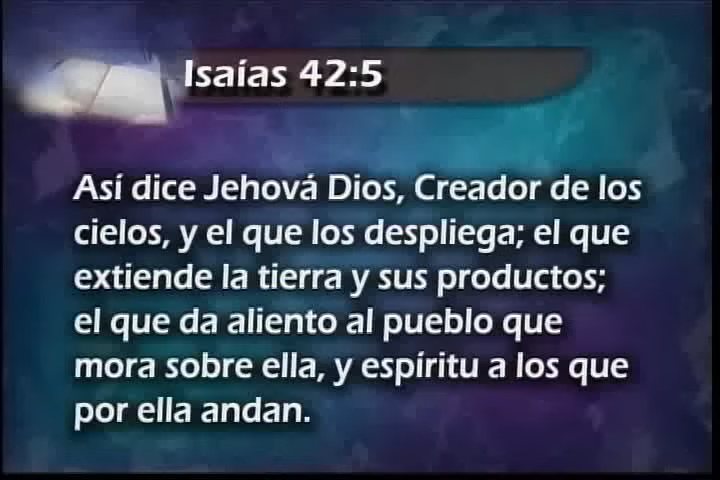 Isaías 42:5
Así dice Jehová Dios, Creador de los
cielos, y el que los despliega; el que
extiende la tierra y sus productos;
el que da aliento al pueblo que
mora sobre ella, y espíritu a los que
por ella andan.